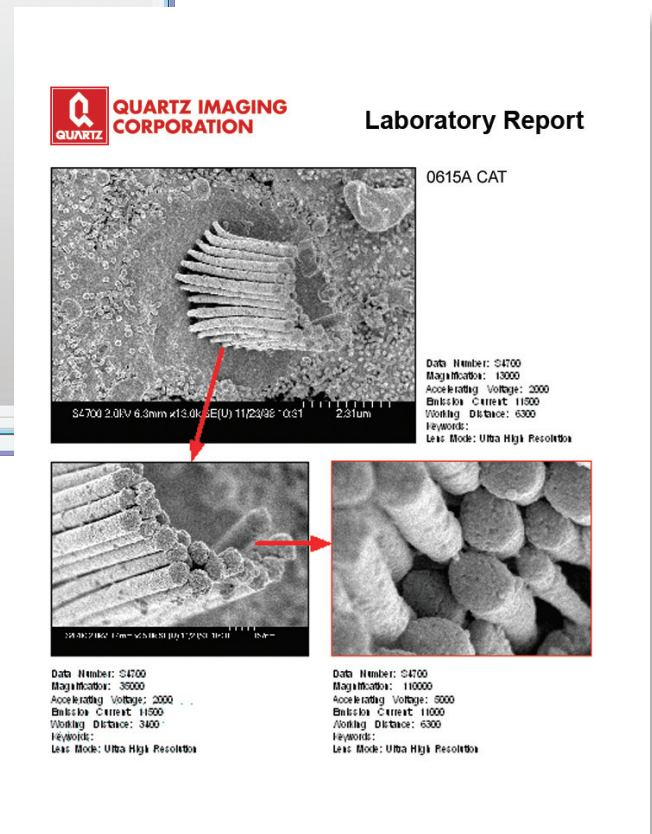 QUARTZ
QUARTZ IMAGING
CORPORATION
Laboratory Report
0615A CAT
S4700 2.0kV 6.3mm x13.0k SE(U) 11/23/98 10:31 2.31um
Data Number: S4700
Magnification: 13000
Accelerating Voltage: 2000
Emission Current: 11500
Working Distance: 6300
Keywords:
Lens Mode: Ultra High Resolution
Data Number: S4700
Magnification: 35000
Accelerating Voltage: 2000
Emission Current: 11500
Working Distance: 3400
Keywords:
Lens Mode: Ultra High Resolution
Data Number: S4700
Magnification: 110000
Accelerating Voltage: 5000
Emission Current: 11000
Working Distance: 6300
Keywords:
Lens Mode: Ultra High Resolution